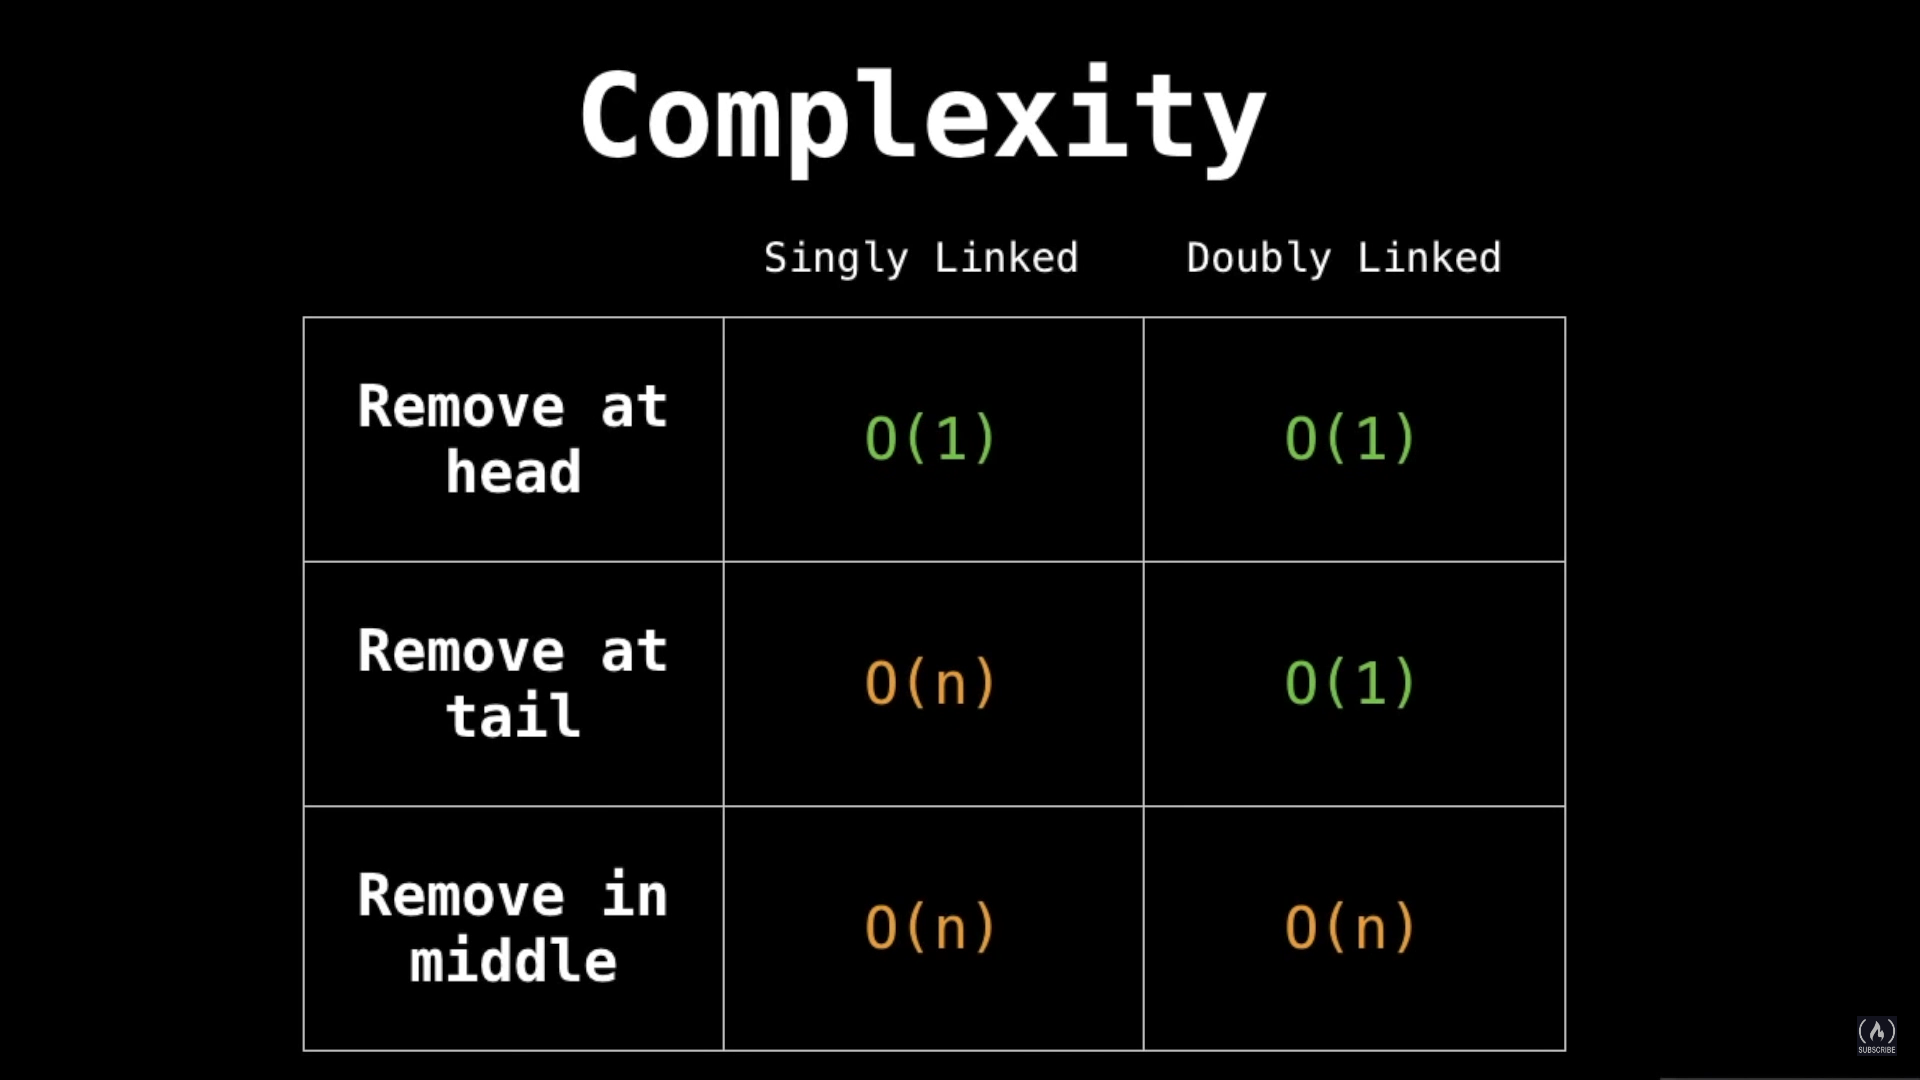 Complexity
Singly Linked Doubly Linked
Remove at
head
O(1) O(1)
Remove at
tail
O(n) O(1)
Remove in
middle
O(n) O(n)
SUBSCRIBE